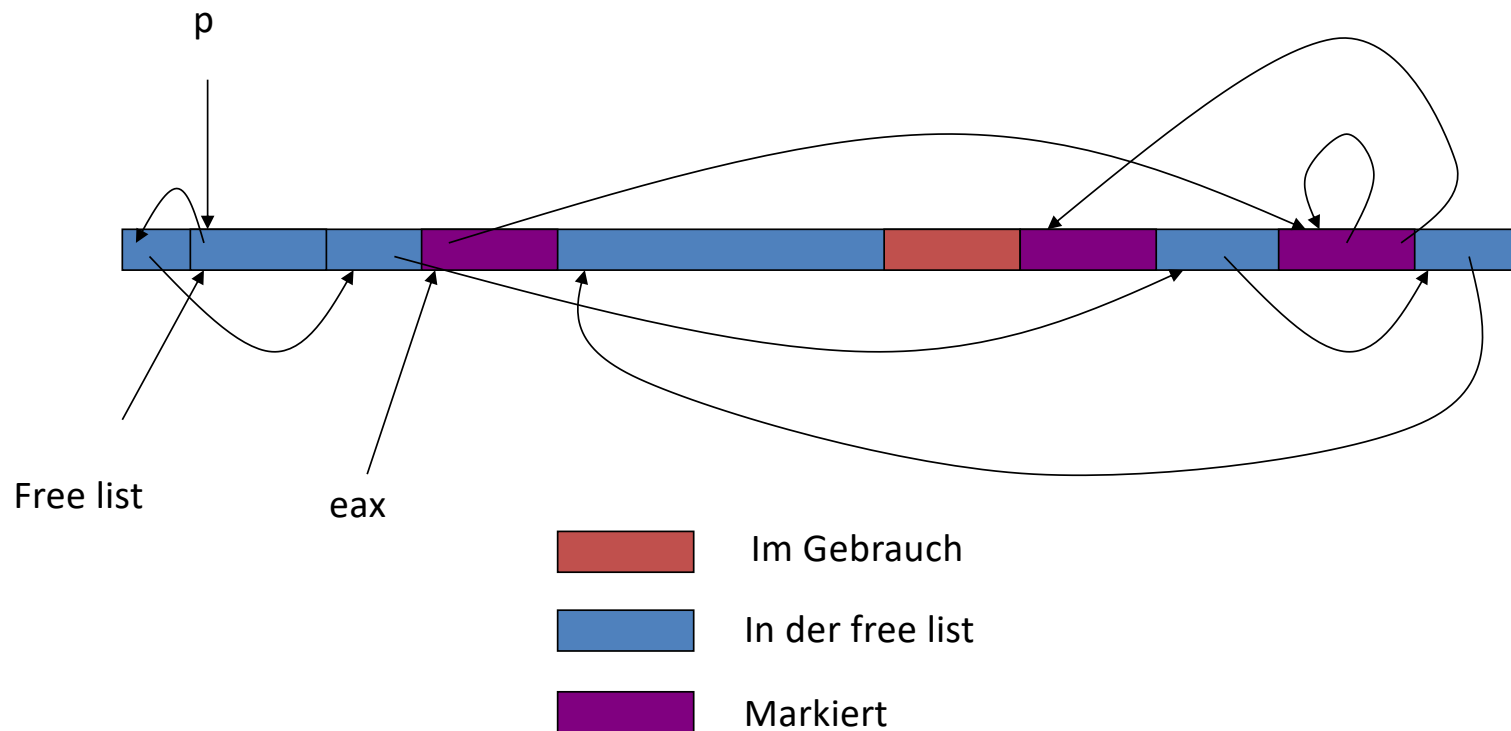 p
Free list
eax
Im Gebrauch
In der free list
Markiert